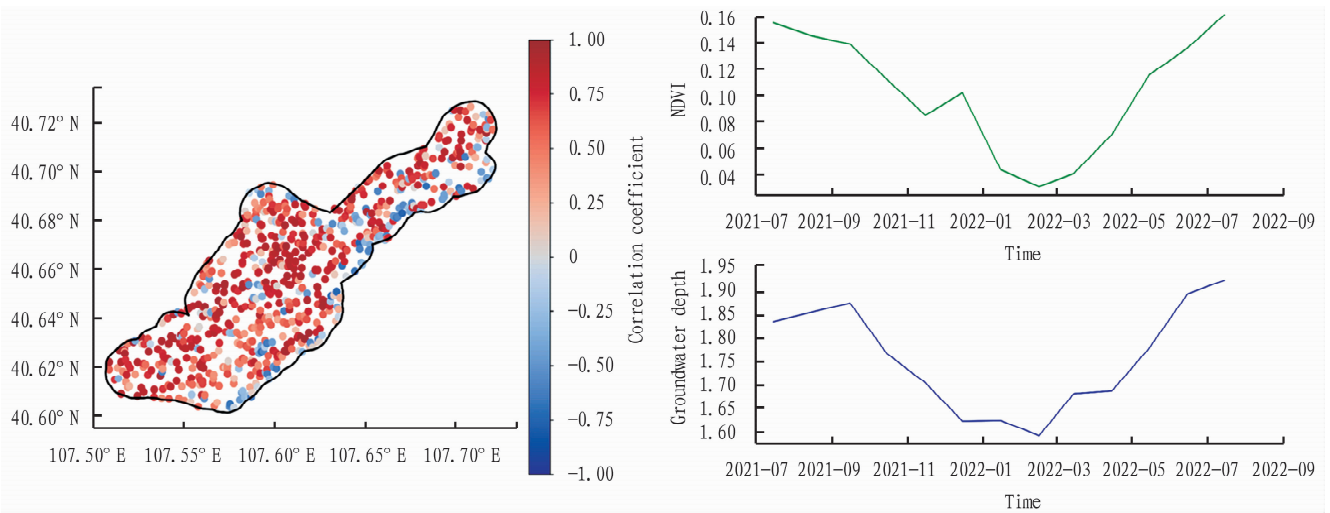 40.72° N
40.70° N
40.68° N
40.66° N
40.64° N
40.62° N
40.60° N
107.50° E 107.55° E 107.60° E 107.65° E 107.70° E
1.00
0.75
0.50
0.25
0
−0.25
−0.50
−0.75
−1.00
Correlation coefficient
0.16
0.14
0.12
0.10
0.08
0.06
0.04
NDVI
2021-07 2021-09 2021-11 2022-01 2022-03 2022-05 2022-07 2022-09
Time
1.95
1.90
1.85
1.80
1.75
1.70
1.65
1.60
Groundwater depth
2021-07 2021-09 2021-11 2022-01 2022-03 2022-05 2022-07 2022-09
Time